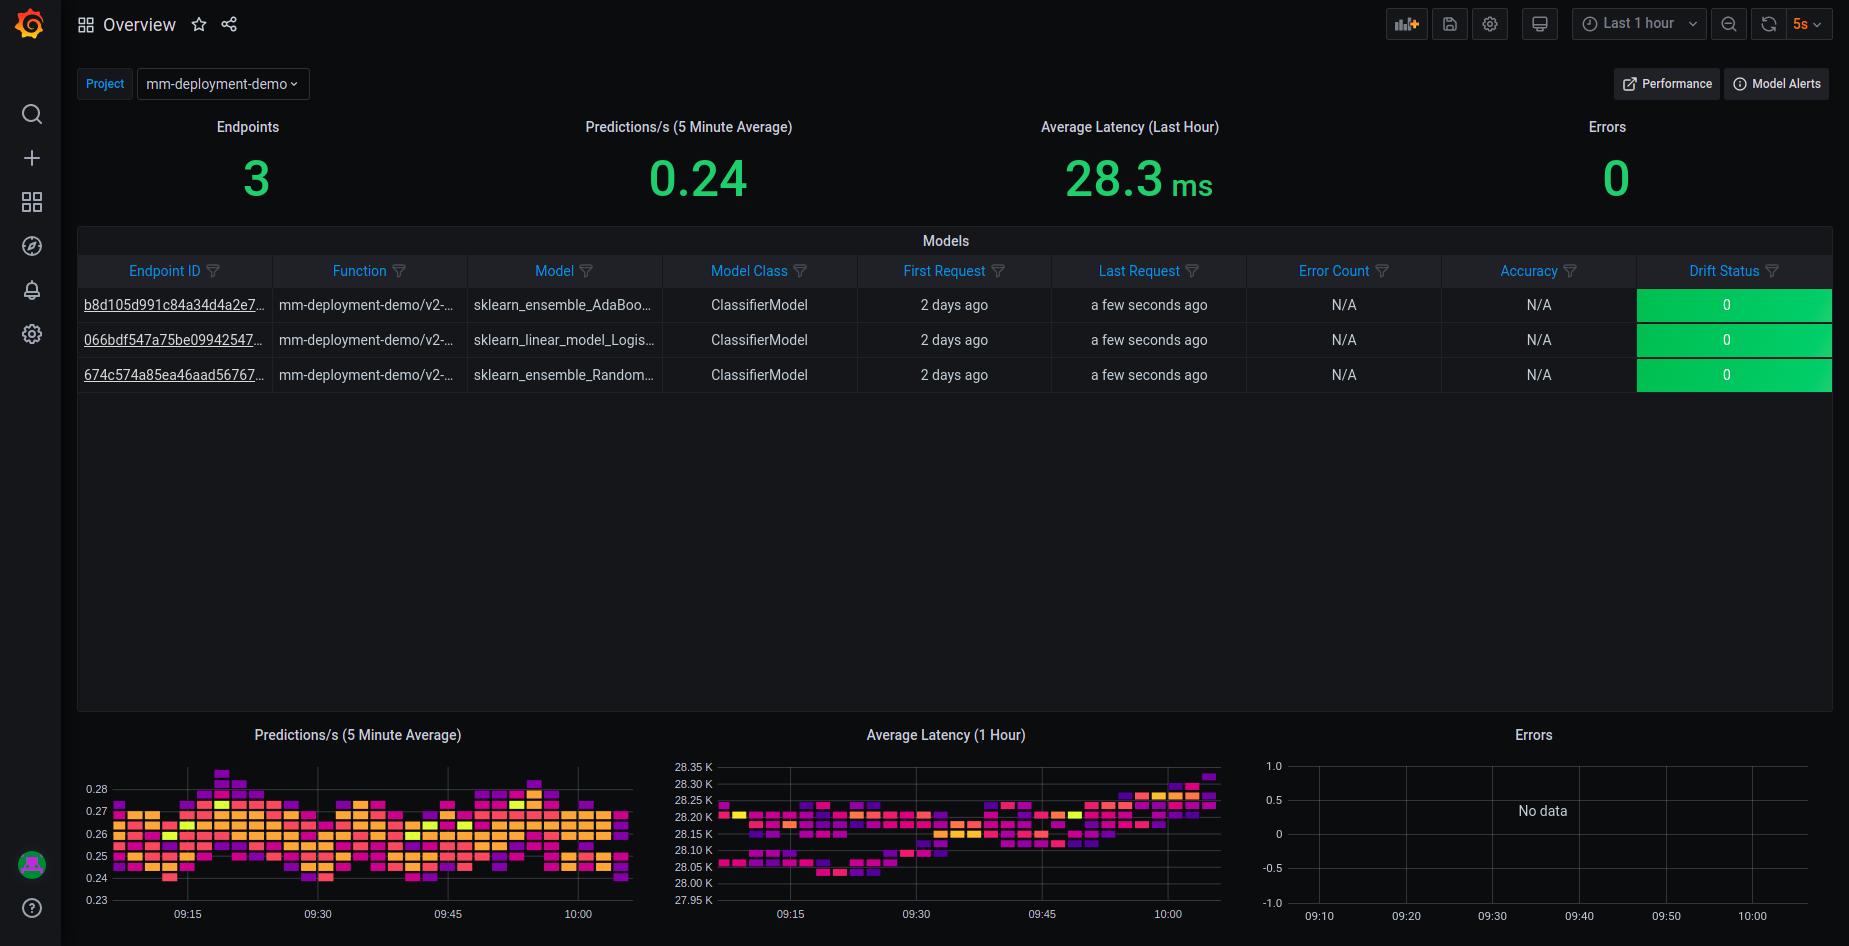 Overview
Last 1 hour
5s
Project
mm-deployment-demo
Performance
Model Alerts
Endpoints
3
Predictions/s (5 Minute Average)
0.24
Average Latency (Last Hour)
28.3 ms
Errors
0
Models
Endpoint ID Function Model Model Class First Request Last Request Error Count Accuracy Drift Status
b8d105d991c84a34d4a2e7... mm-deployment-demo/v2-... sklearn_ensemble_AdaBoo... ClassifierModel 2 days ago a few seconds ago N/A N/A 0
066bdf547a75be09942547... mm-deployment-demo/v2-... sklearn_linear_model_Logis... ClassifierModel 2 days ago a few seconds ago N/A N/A 0
674c574a85ea46aad56767... mm-deployment-demo/v2-... sklearn_ensemble_Random... ClassifierModel 2 days ago a few seconds ago N/A N/A 0
Predictions/s (5 Minute Average)
0.28
0.27
0.26
0.25
0.24
0.23
09:15 09:30 09:45 10:00
Average Latency (1 Hour)
28.35 K
28.30 K
28.25 K
28.20 K
28.15 K
28.10 K
28.05 K
28.00 K
27.95 K
09:15 09:30 09:45 10:00
Errors
1.0
0.5
0
-0.5
-1.0
No data
09:10 09:20 09:30 09:40 09:50 10:00